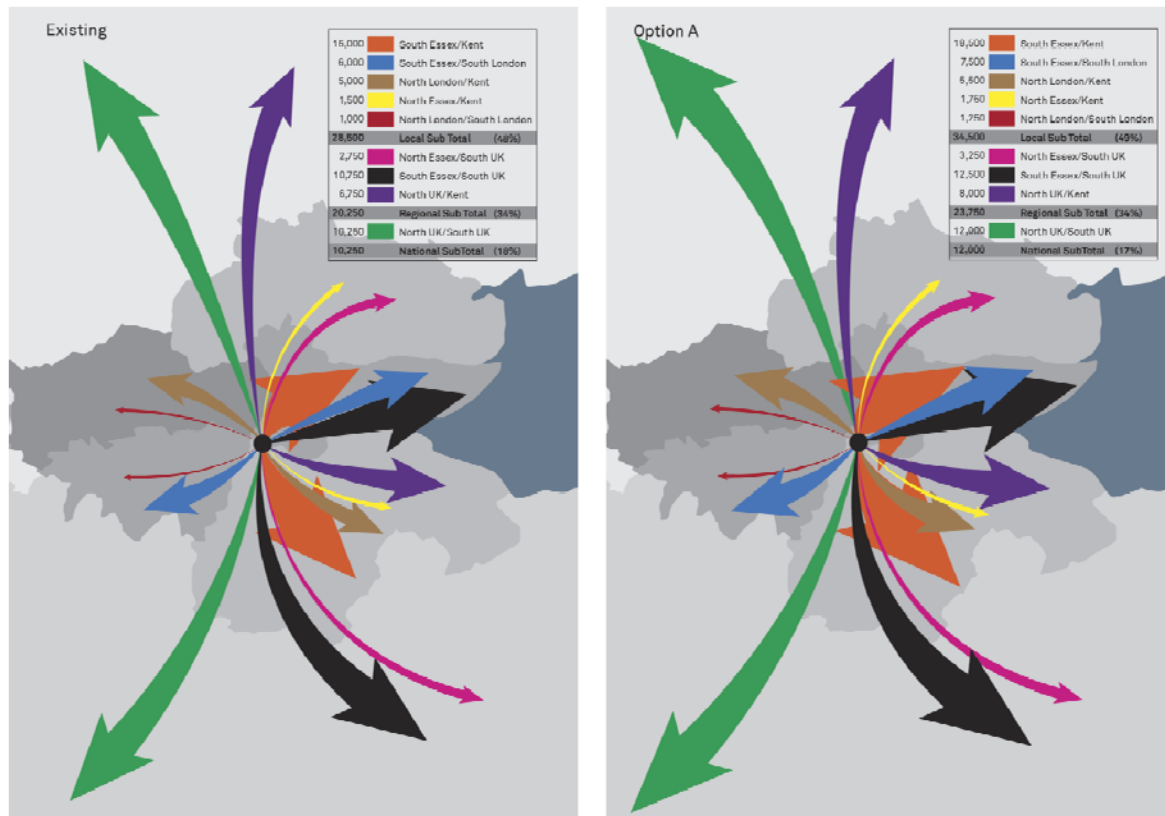 Existing
15,000 South Essex/Kent
6,000 South Essex/South London
5,000 North London/Kent
1,500 North Essex/Kent
1,000 North London/South London
28,500 Local Sub Total (48%)
2,750 North Essex/South UK
10,750 South Essex/South UK
6,750 North UK/Kent
20,250 Regional Sub Total (34%)
10,250 North UK/South UK
10,250 National SubTotal (18%)
Option A
18,500 South Essex/Kent
7,500 South Essex/South London
5,500 North London/Kent
1,750 North Essex/Kent
1,250 North London/South London
34,500 Local Sub Total (49%)
3,250 North Essex/South UK
12,500 South Essex/South UK
8,000 North UK/Kent
23,750 Regional Sub Total (34%)
12,000 North UK/South UK
12,000 National SubTotal (17%)